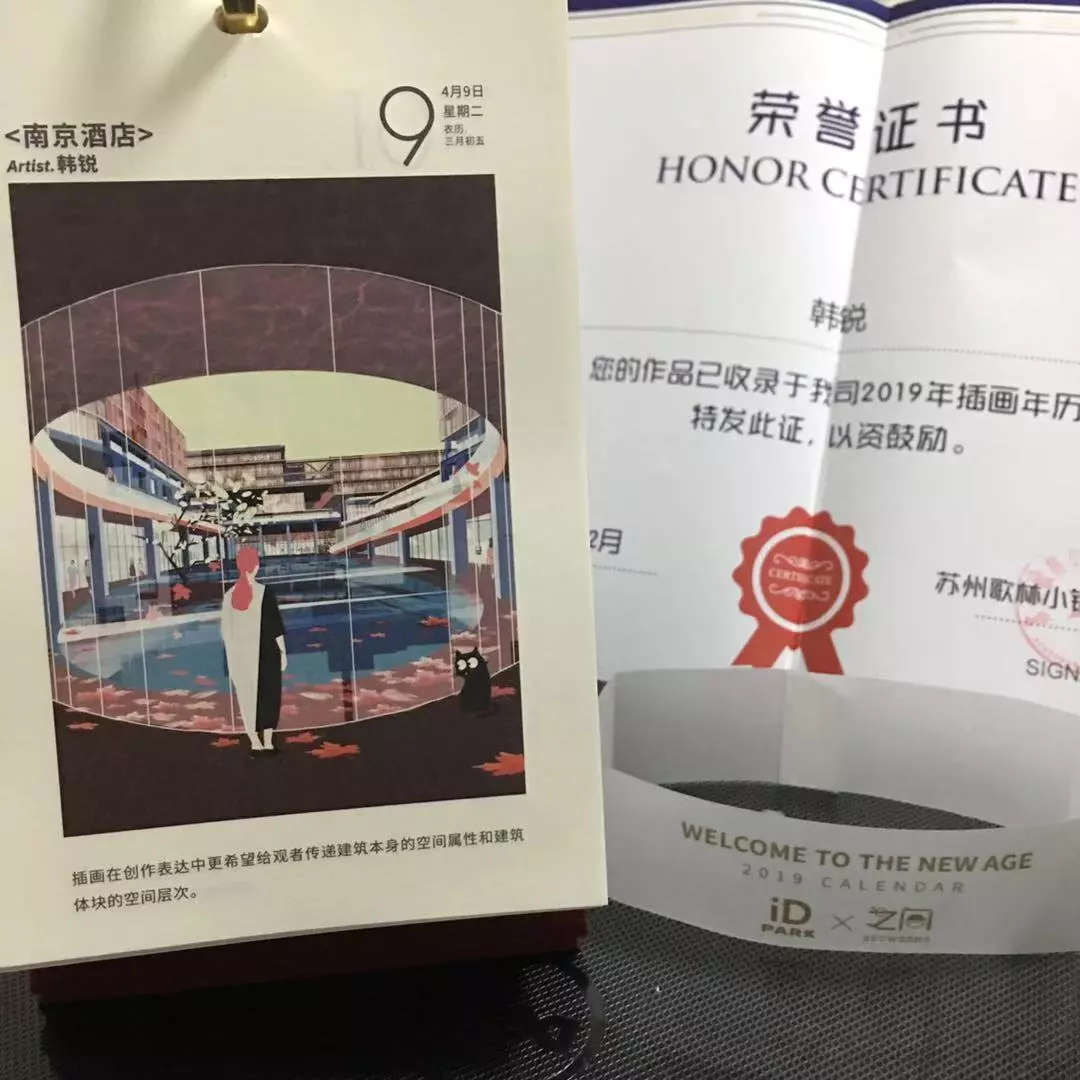 <南京酒店>
Artist.韩锐
9
4月9日
星期二
农历.
三月初五
插画在创作表达中更希望给观者传递建筑本身的空间属性和建筑
体块的空间层次。
荣誉证书
HONOR CERTIFICATE
韩锐
您的作品已收录于我司2019年插画年历
特发此证，以资鼓励。
2月
CERTIFICATE
苏州歌林小镇
SIGN
WELCOME TO THE NEW AGE
2019 CALENDAR
iD
PARK
×
之间